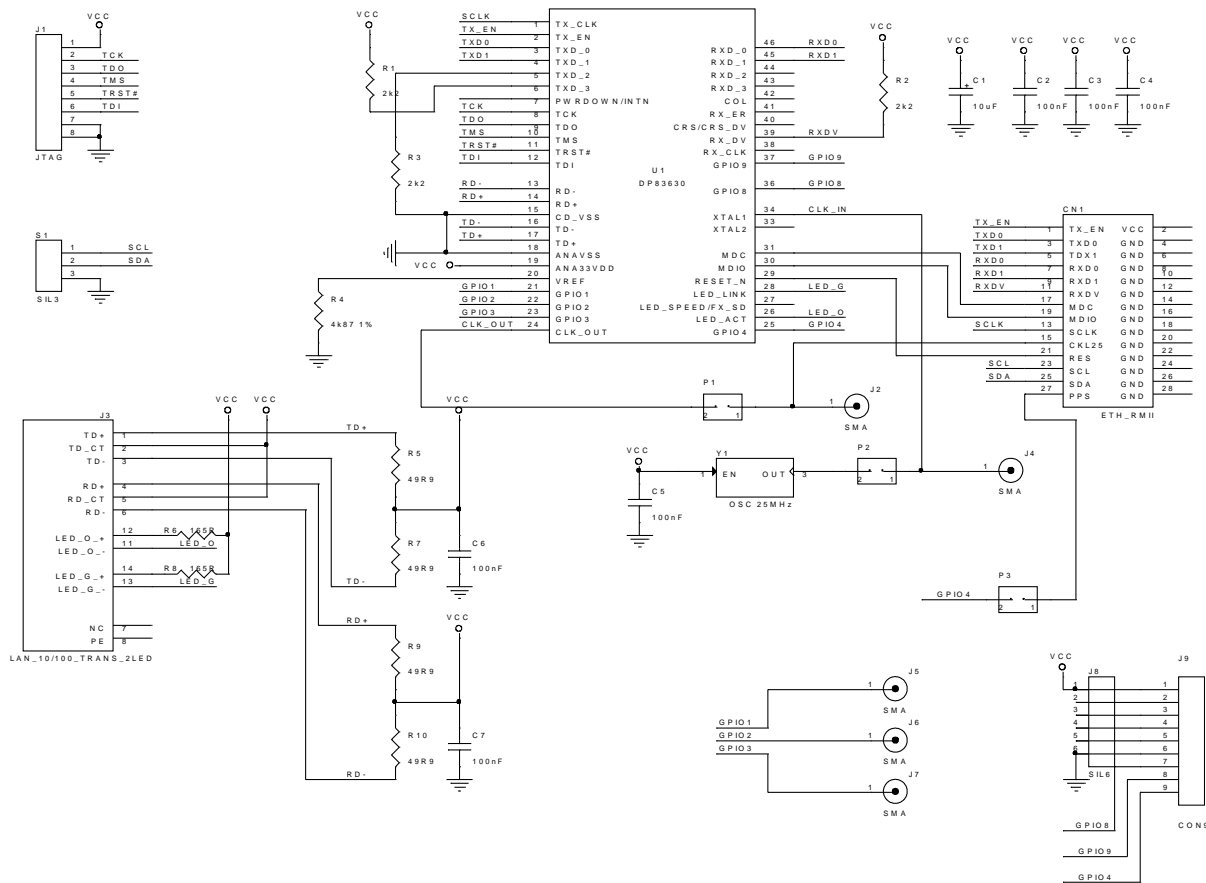 J1
VCC
1
2 TCK
3 TDO
4 TMS
5 TRST#
6 TDI
7
8
JTAG
S1
1 SCL
2 SDA
3
SIL3
VCC
R1
2k2
R3
2k2
VCC
R4
4k87 1%
SCLK 1 TX_CLK
TX_EN 2 TX_EN
TXD0 3 TXD_0
TXD1 4 TXD_1
5 TXD_2
6 TXD_3
7 PWRDOWN/INTN
TCK 8 TCK
TDO 9 TDO
TMS 10 TMS
TRST# 11 TRST#
TDI 12 TDI
RD- 13 RD-
RD+ 14 RD+
15 CD_VSS
TD- 16 TD-
TD+ 17 TD+
18 ANAVSS
19 ANA33VDD
20 VREF
GPIO1 21 GPIO1
GPIO2 22 GPIO2
GPIO3 23 GPIO3
CLK_OUT 24 CLK_OUT
U1
DP83630
RXD_0 46 RXD0
RXD_1 45 RXD1
RXD_2 44
RXD_3 43
COL 42
RX_ER 41
CRS/CRS_DV 40
RX_DV 39 RXDV
RX_CLK 38
GPIO9 37 GPIO9
GPIO8 36 GPIO8
XTAL1 34 CLK_IN
XTAL2 33
MDC 31
MDIO 30
RESET_N 29
LED_LINK 28 LED_G
LED_SPEED/FX_SD 27
LED_ACT 26 LED_O
GPIO4 25 GPIO4
VCC
R2
2k2
VCC VCC VCC VCC
C1 C2 C3 C4
+
10uF 100nF 100nF 100nF
CN1
TX_EN 1 TX_EN VCC 2
TXD0 3 TXD0 GND 4
TXD1 5 TDX1 GND 6
RXD0 7 RXD0 GND 8
RXD1 9 RXD1 GND 10
RXDV 11 RXDV GND 12
17 MDC GND 14
19 MDIO GND 16
SCLK 13 SCLK GND 18
15 CKL25 GND 20
21 RES GND 22
SCL 23 SCL GND 24
SDA 25 SDA GND 26
27 PPS GND 28
ETH_RMII
P1
2 1
1 J2
SMA
VCC
C5
100nF
Y1
1 EN OUT 3
OSC 25MHz
P2
2 1
1 J4
SMA
P3
GPIO4 2 1
VCC VCC
J3
TD+ 1 TD+
TD_CT 2
TD- 3
RD+ 4
RD_CT 5
RD- 6
LED_O_+ 12 R6 165R
LED_O_- 11 LED_O
LED_G_+ 14 R8 165R
LED_G_- 13 LED_G
NC 7
PE 8
LAN_10/100_TRANS_2LED
VCC
R5
49R9
R7
49R9
C6
100nF
TD-
RD+
VCC
R9
49R9
R10
49R9
C7
100nF
RD-
GPIO1 1 J5
SMA
GPIO2 1 J6
SMA
GPIO3 1 J7
SMA
VCC
J8 J9
1 1
2 2
3 3
4 4
5 5
6 6
7
8
9
SIL6
CON9
GPIO8
GPIO9
GPIO4